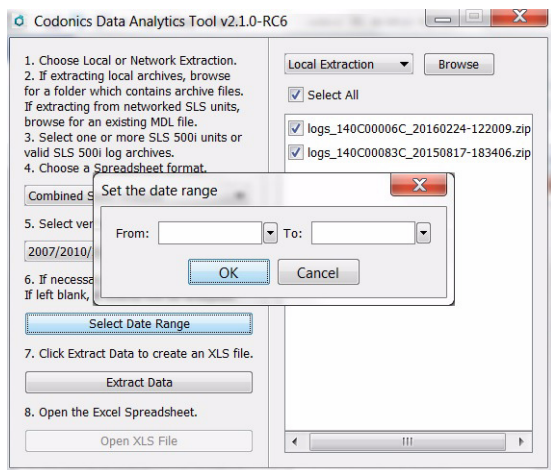 Codonics Data Analytics Tool v2.1.0-RC6
1. Choose Local or Network Extraction.
2. If extracting local archives, browse
for a folder which contains archive files.
If extracting from networked SLS units,
browse for an existing MDL file.
3. Select one or more SLS 500i units or
valid SLS 500i log archives.
4. Choose a Spreadsheet format.
Combined S
5. Select ver
2007/2010/
6. If necessa
If left blank,
Select Date Range
7. Click Extract Data to create an XLS file.
Extract Data
8. Open the Excel Spreadsheet.
Open XLS File
Local Extraction
Browse
Select All
logs_140C00006C_20160224-122009.zip
logs_140C00083C_20150817-183406.zip
Set the date range
From:
To:
OK
Cancel